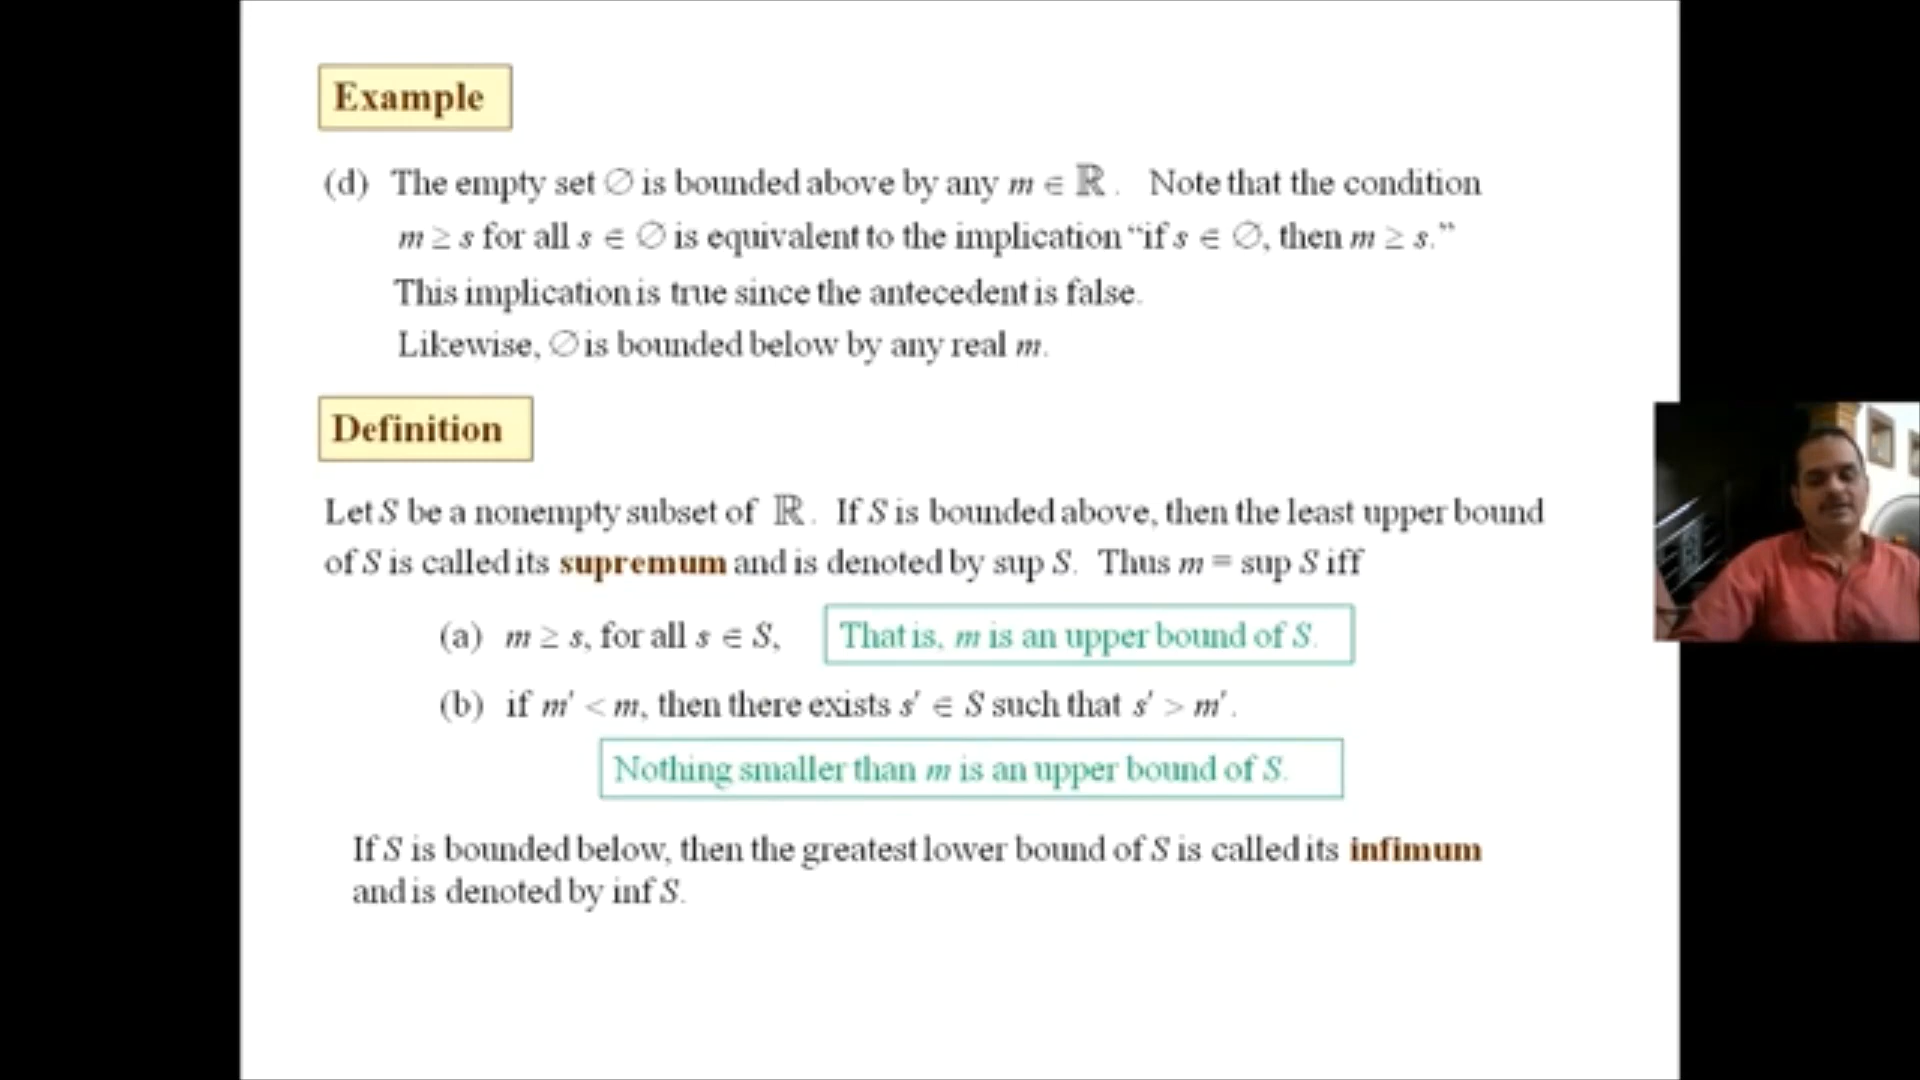 Example
(d) The empty set ∅ is bounded above by any m ∈ ℝ. Note that the condition
m ≥ s for all s ∈ ∅ is equivalent to the implication “if s ∈ ∅, then m ≥ s.”
This implication is true since the antecedent is false.
Likewise, ∅ is bounded below by any real m.
Definition
Let S be a nonempty subset of ℝ. If S is bounded above, then the least upper bound
of S is called its supremum and is denoted by sup S. Thus m = sup S iff
(a) m ≥ s, for all s ∈ S, That is, m is an upper bound of S.
(b) if m′ < m, then there exists s′ ∈ S such that s′ > m′.
Nothing smaller than m is an upper bound of S.
If S is bounded below, then the greatest lower bound of S is called its infimum
and is denoted by inf S.